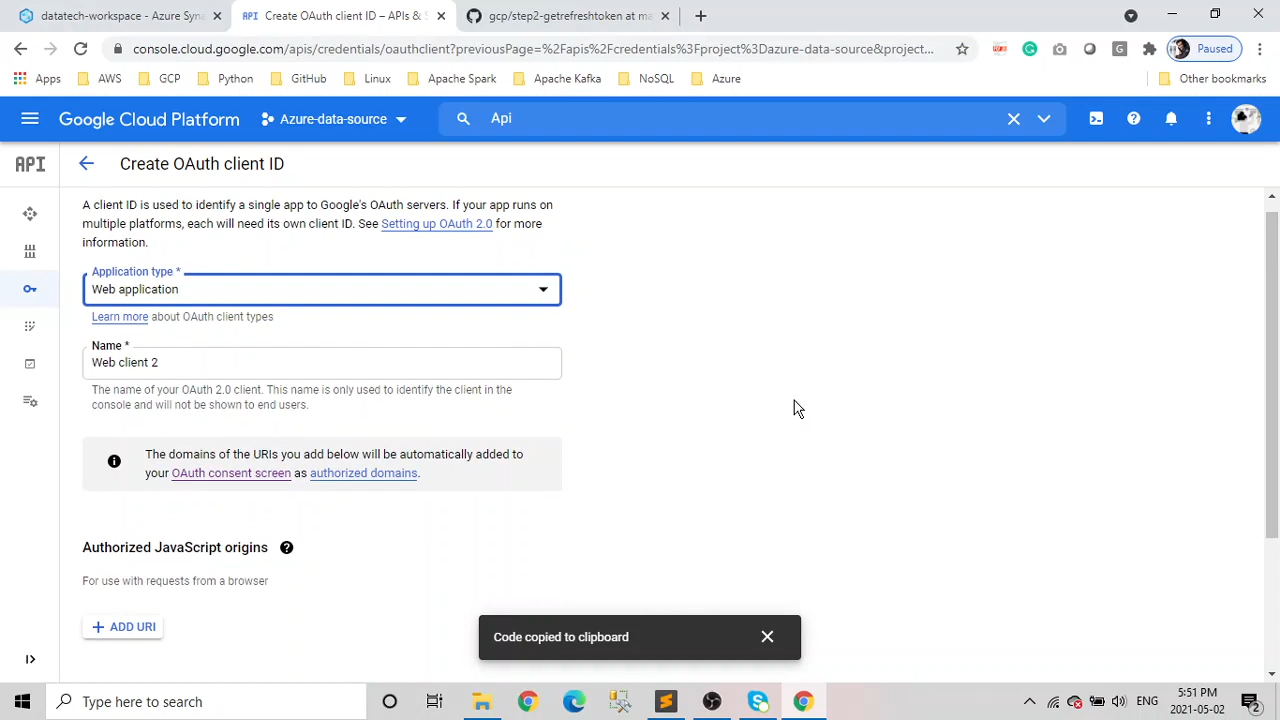 datatech-workspace - Azure Syna
Create OAuth client ID – APIs & S
gcp/step2-getrefreshtoken at ma
console.cloud.google.com/apis/credentials/oauthclient?previousPage=%2Fapis%2Fcredentials%3Fproject%3Dazure-data-source&project...
Paused
Apps
AWS
GCP
Python
GitHub
Linux
Apache Spark
Apache Kafka
NoSQL
Azure
Other bookmarks
Google Cloud Platform
Azure-data-source
Api
API
Create OAuth client ID
A client ID is used to identify a single app to Google's OAuth servers. If your app runs on
multiple platforms, each will need its own client ID. See Setting up OAuth 2.0 for more
information.
Application type *
Web application
Learn more about OAuth client types
Name *
Web client 2
The name of your OAuth 2.0 client. This name is only used to identify the client in the
console and will not be shown to end users.
The domains of the URIs you add below will be automatically added to
your OAuth consent screen as authorized domains.
Authorized JavaScript origins
For use with requests from a browser
+ ADD URI
Code copied to clipboard
Type here to search
ENG
5:51 PM
2021-05-02
2